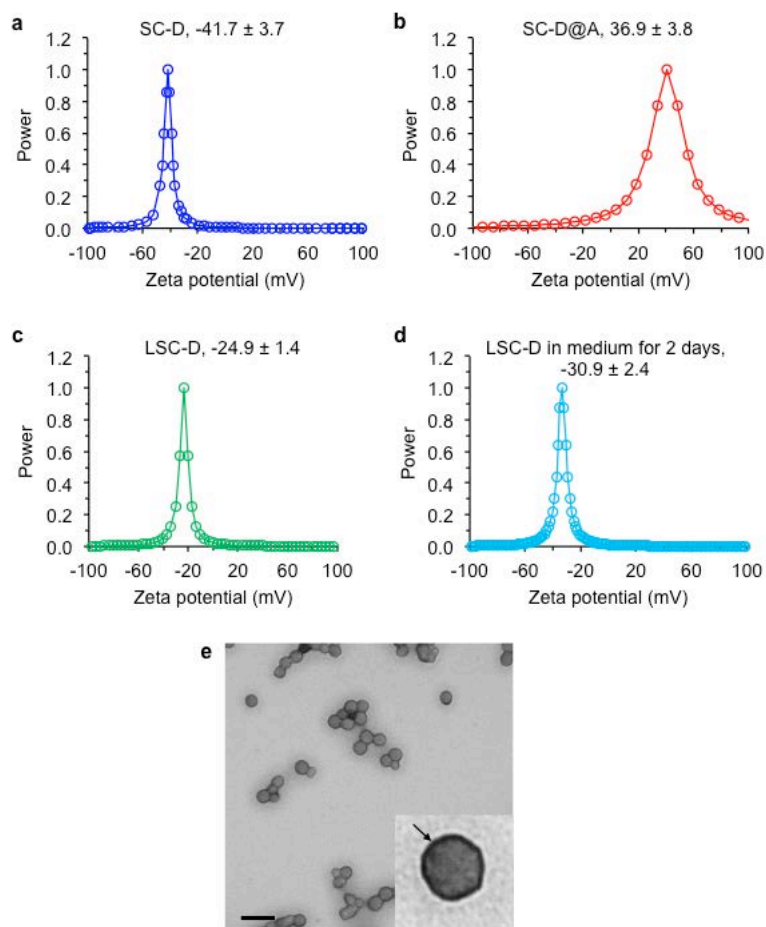 a
SC-D, -41.7 ± 3.7
1.2
1.0
0.8
0.6
0.4
0.2
0.0
Power
-100 -60 -20 20 60 100
Zeta potential (mV)
b
SC-D@A, 36.9 ± 3.8
1.2
1.0
0.8
0.6
0.4
0.2
0.0
Power
-100 -60 -20 20 60 100
Zeta potential (mV)
c
LSC-D, -24.9 ± 1.4
1.2
1.0
0.8
0.6
0.4
0.2
0.0
Power
-100 -60 -20 20 60 100
Zeta potential (mV)
d
LSC-D in medium for 2 days,
-30.9 ± 2.4
1.2
1.0
0.8
0.6
0.4
0.2
0.0
Power
-100 -60 -20 20 60 100
Zeta potential (mV)
e